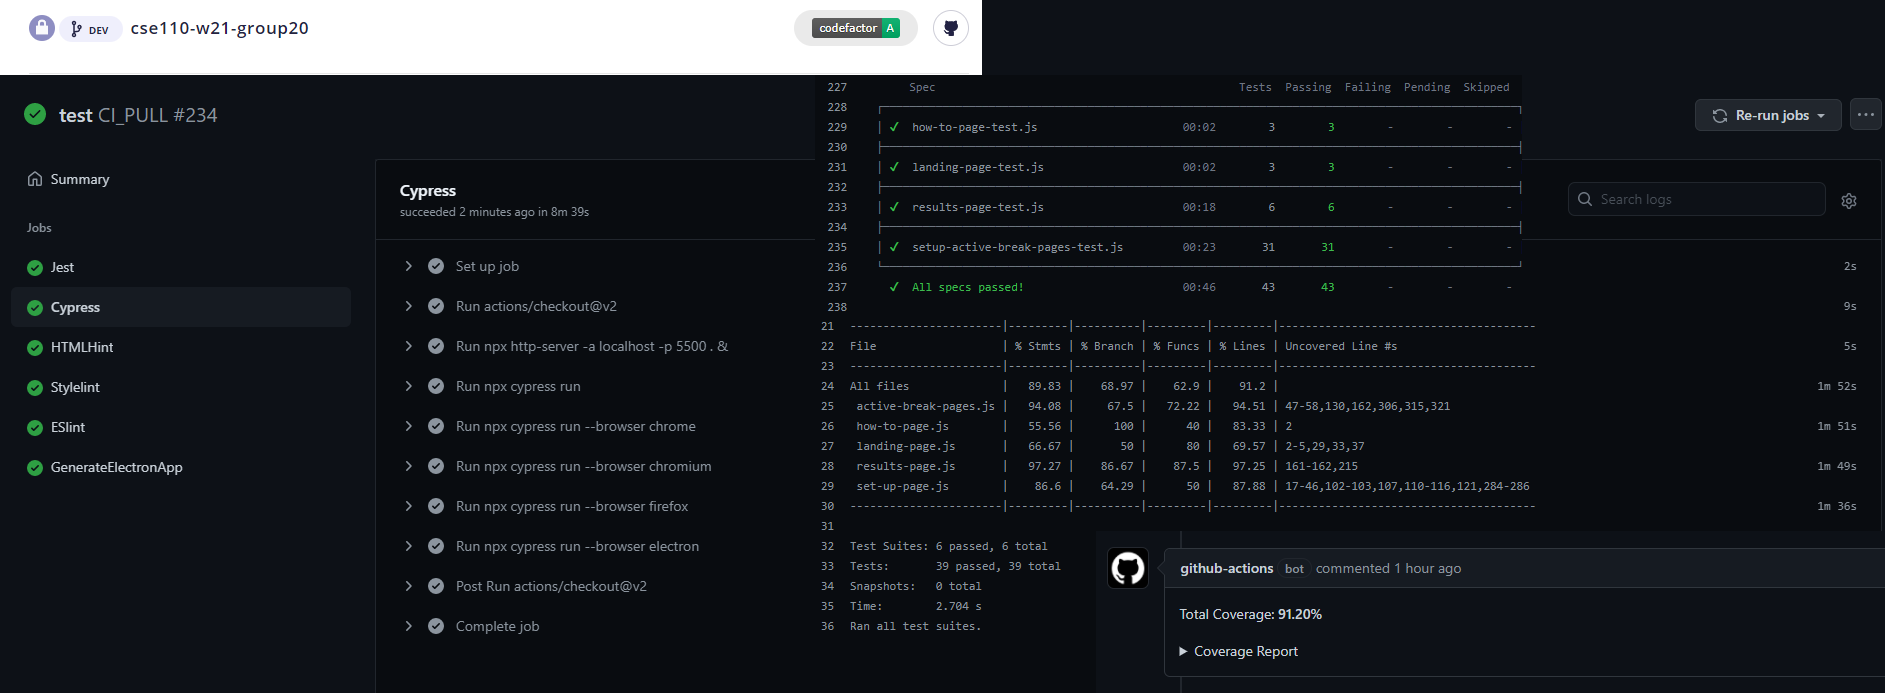 DEV cse110-w21-group20 codefactor A
test CI_PULL #234
Re-run jobs
Summary
Jobs
Jest
Cypress
HTMLHint
Stylelint
ESlint
GenerateElectronApp
Cypress
succeeded 2 minutes ago in 8m 39s
Search logs
Set up job 2s
Run actions/checkout@v2 9s
Run npx http-server -a localhost -p 5500 . & 5s
Run npx cypress run 1m 52s
Run npx cypress run --browser chrome 1m 51s
Run npx cypress run --browser chromium 1m 49s
Run npx cypress run --browser firefox 1m 36s
Run npx cypress run --browser electron
Post Run actions/checkout@v2
Complete job
227 Spec Tests Passing Failing Pending Skipped
228
229 ✓ how-to-page-test.js 00:02 3 3 - - -
230
231 ✓ landing-page-test.js 00:02 3 3 - - -
232
233 ✓ results-page-test.js 00:18 6 6 - - -
234
235 ✓ setup-active-break-pages-test.js 00:23 31 31 - - -
236
237 ✓ All specs passed! 00:46 43 43 - - -
238
21 -----------------------|---------|----------|---------|---------|---------------------------------------
22 File | % Stmts | % Branch | % Funcs | % Lines | Uncovered Line #s
23 -----------------------|---------|----------|---------|---------|---------------------------------------
24 All files | 89.83 | 68.97 | 62.9 | 91.2 |
25 active-break-pages.js | 94.08 | 67.5 | 72.22 | 94.51 | 47-58,130,162,306,315,321
26 how-to-page.js | 55.56 | 100 | 40 | 83.33 | 2
27 landing-page.js | 66.67 | 50 | 80 | 69.57 | 2-5,29,33,37
28 results-page.js | 97.27 | 86.67 | 87.5 | 97.25 | 161-162,215
29 set-up-page.js | 86.6 | 64.29 | 50 | 87.88 | 17-46,102-103,107,110-116,121,284-286
30 -----------------------|---------|----------|---------|---------|---------------------------------------
31
32 Test Suites: 6 passed, 6 total
33 Tests: 39 passed, 39 total
34 Snapshots: 0 total
35 Time: 2.704 s
36 Ran all test suites.
github-actions bot commented 1 hour ago
Total Coverage: 91.20%
Coverage Report